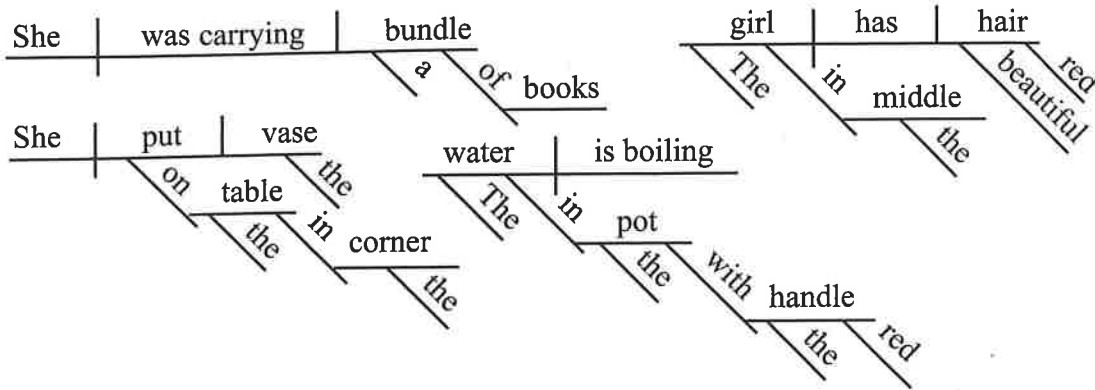 She was carrying bundle
a of books
girl has hair
The in middle the beautiful red
She put vase
on table the
the in corner
the
water is boiling
The in pot
the with handle
the red